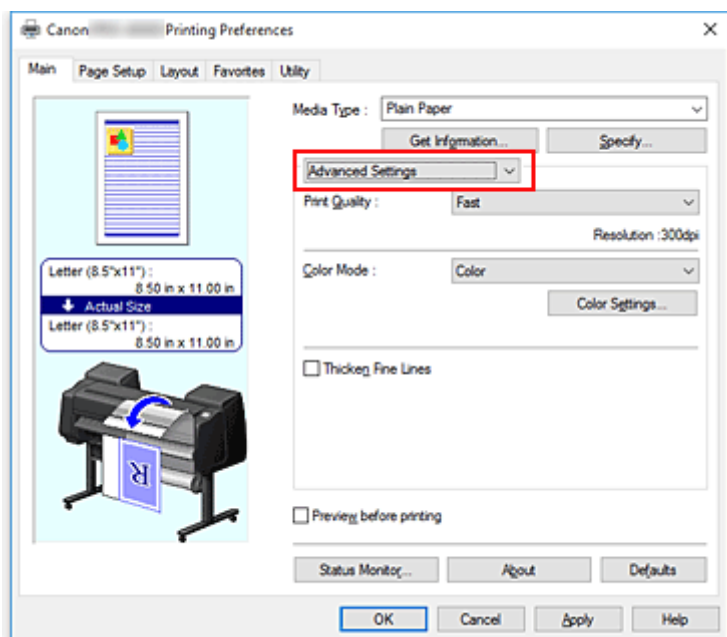 Canon Printing Preferences
Main Page Setup Layout Favorites Utility
Media Type : Plain Paper
Get Information... Specify...
Advanced Settings
Print Quality : Fast
Resolution :300dpi
Letter (8.5"x11") :
8.50 in x 11.00 in
Actual Size
Letter (8.5"x11") :
8.50 in x 11.00 in
Color Mode : Color
Color Settings...
Thicken Fine Lines
R
Preview before printing
Status Monitor... About Defaults
OK Cancel Apply Help